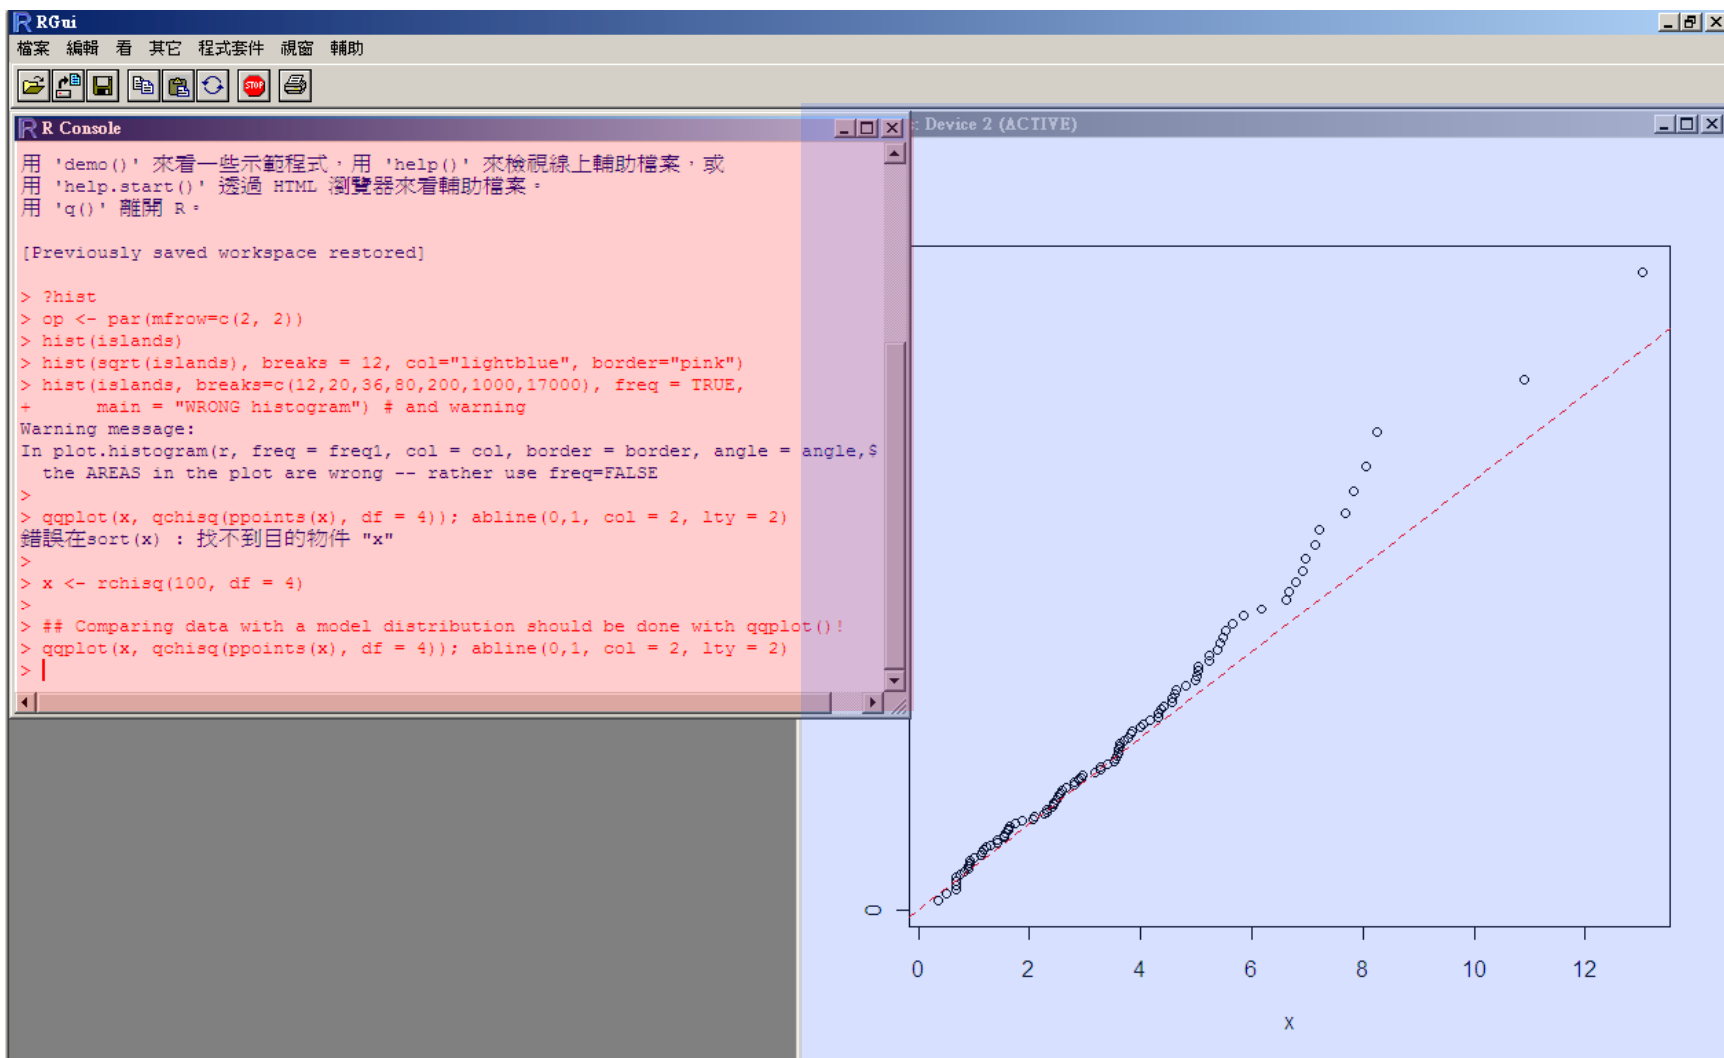 RGui
檔案 編輯 看 其它 程式套件 視窗 輔助
STOP
R Console
用 'demo()' 來看一些示範程式，用 'help()' 來檢視線上輔助檔案，或
用 'help.start()' 透過 HTML 瀏覽器來看輔助檔案。
用 'q()' 離開 R。
[Previously saved workspace restored]
> ?hist
> op <- par(mfrow=c(2, 2))
> hist(islands)
> hist(sqrt(islands), breaks = 12, col="lightblue", border="pink")
> hist(islands, breaks=c(12,20,36,80,200,1000,17000), freq = TRUE,
+      main = "WRONG histogram") # and warning
Warning message:
In plot.histogram(r, freq = freq1, col = col, border = border, angle = angle,$
  the AREAS in the plot are wrong -- rather use freq=FALSE
>
> qqplot(x, qchisq(ppoints(x), df = 4)); abline(0,1, col = 2, lty = 2)
錯誤在sort(x) : 找不到目的物件 "x"
>
> x <- rchisq(100, df = 4)
>
> ## Comparing data with a model distribution should be done with qqplot()!
> qqplot(x, qchisq(ppoints(x), df = 4)); abline(0,1, col = 2, lty = 2)
>
: Device 2 (ACTIVE)
0
0 2 4 6 8 10 12
x